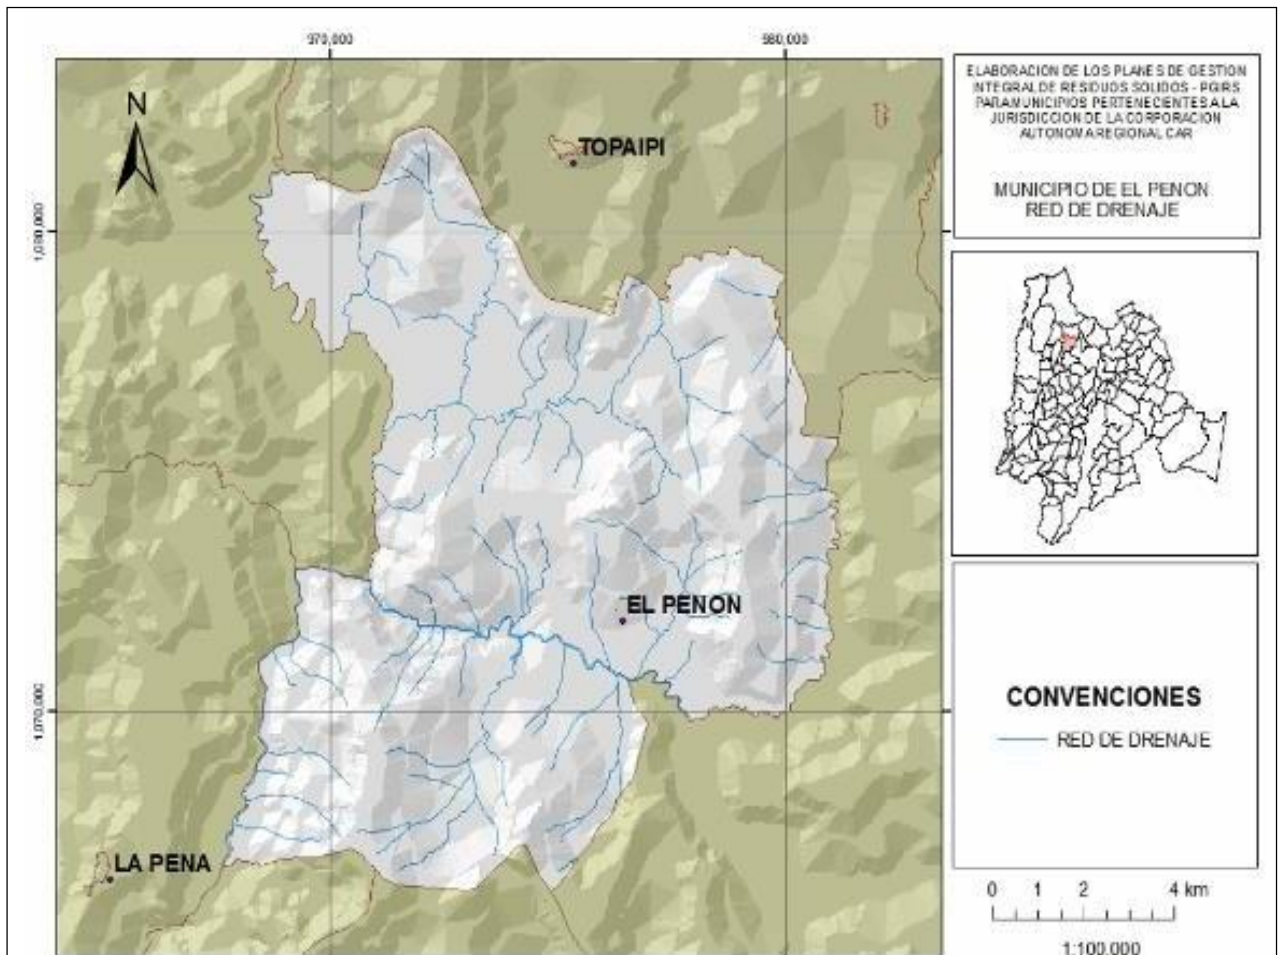 970,000
980,000
ELABORACION DE LOS PLANES DE GESTION
INTEGRAL DE RESIDUOS SOLIDOS - PGIRS
PARA MUNICIPIOS PERTENECIENTES A LA
JURISDICCION DE LA CORPORACION
AUTONOMA REGIONAL CAR
MUNICIPIO DE EL PENON
RED DE DRENAJE
N
TOPAIPI
1,080,000
EL PENON
1,070,000
LA PENA
CONVENCIONES
RED DE DRENAJE
0 1 2 4 km
1:100.000